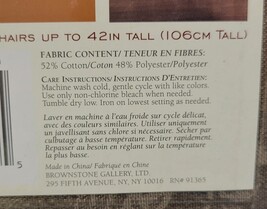 HAIRS UP TO 42IN TALL (106CM TALL)
FABRIC CONTENT/ TENEUR EN FIBRES:
52% Cotton/Coton 48% Polyester/Polyester
CARE INSTRUCTIONS/ INSTRUCTIONS D'ENTRETIEN:
Machine wash cold, gentle cycle with like colors.
Use only non-chlorine bleach when needed.
Tumble dry low. Iron on lowest setting as needed.
Laver en machine à l'eau froide sur cycle délicat,
avec des couleurs similaires. Utiliser uniquement
un javellisant sans chlore si nécessaire. Sécher par
culbutage à basse température. Retirer rapidement.
Repasser au besoin en réglant sur la température
la plus basse.
Made in China/ Fabriqué en Chine
BROWNSTONE GALLERY, LTD.
295 FIFTH AVENUE, NY, NY 10016 RN# 91365
5